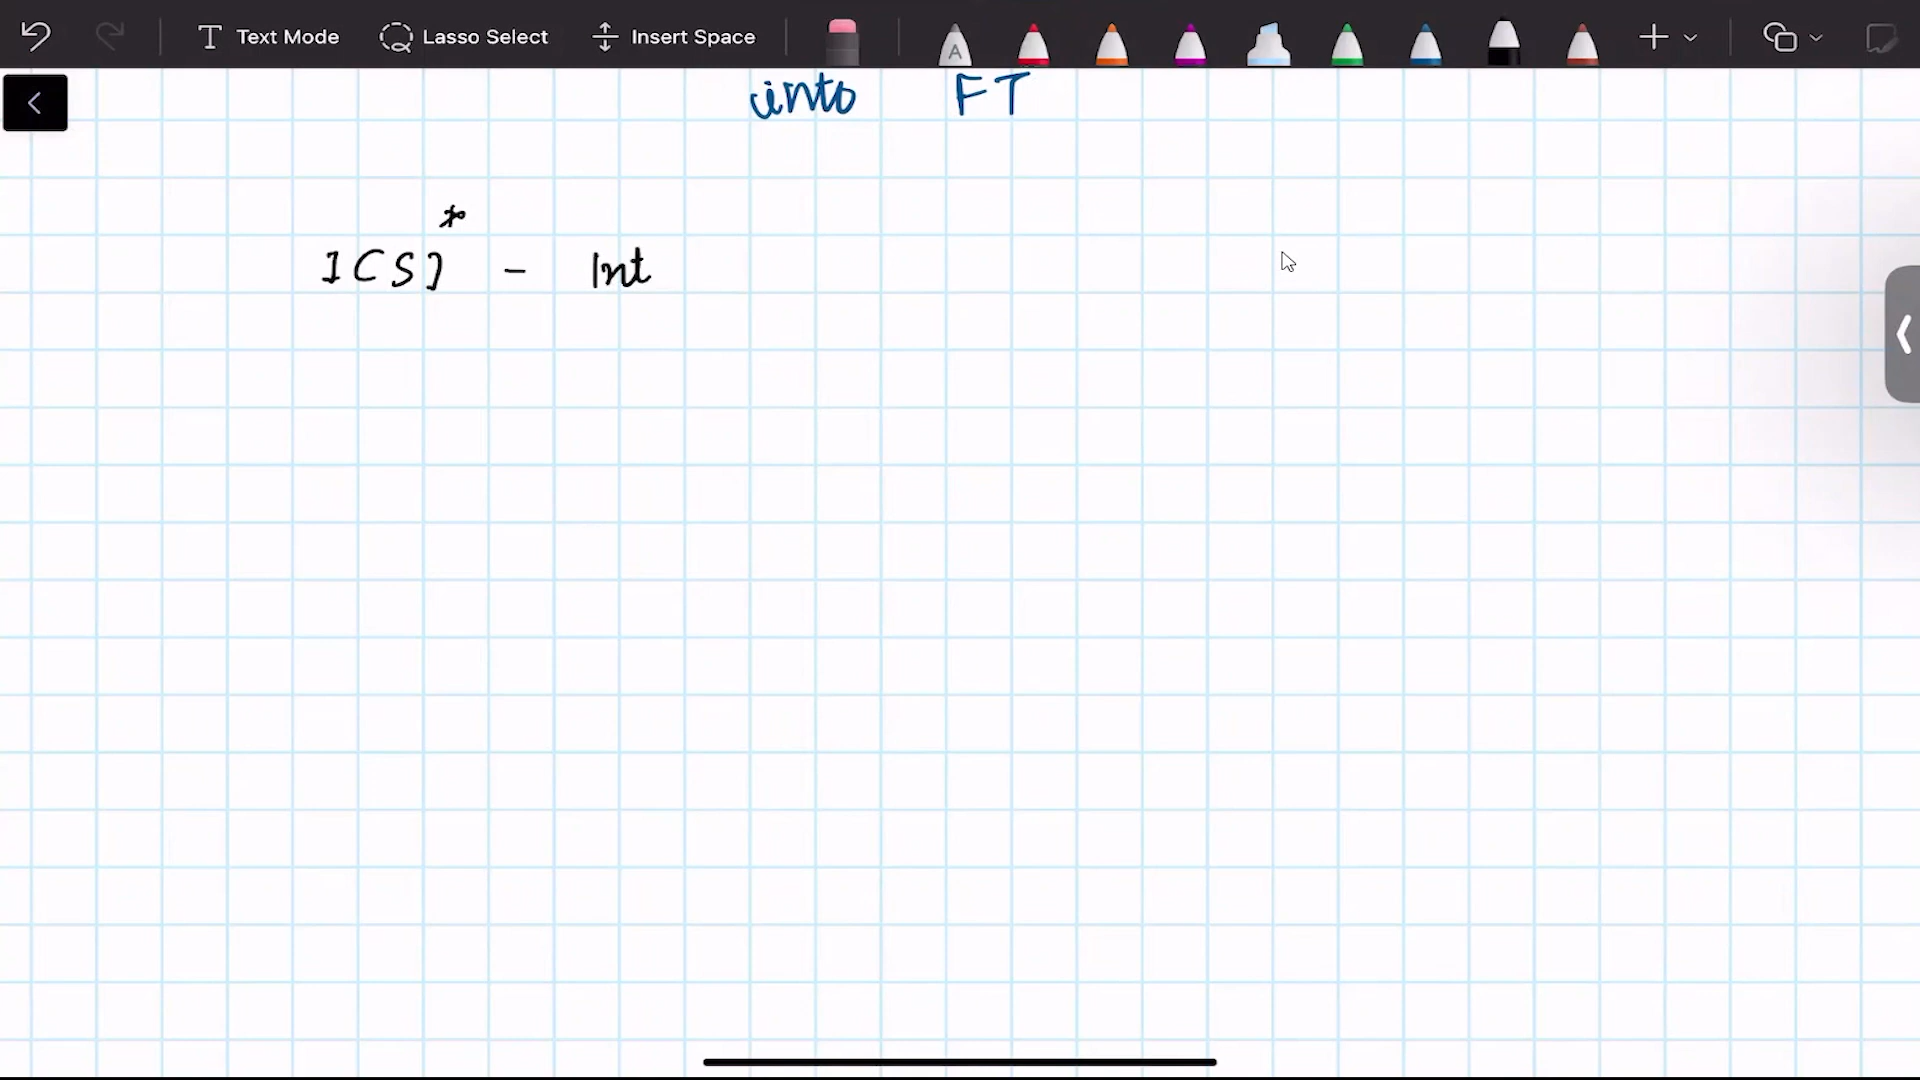 Text Mode Lasso Select Insert Space A
into FT
*
I(S) - Int